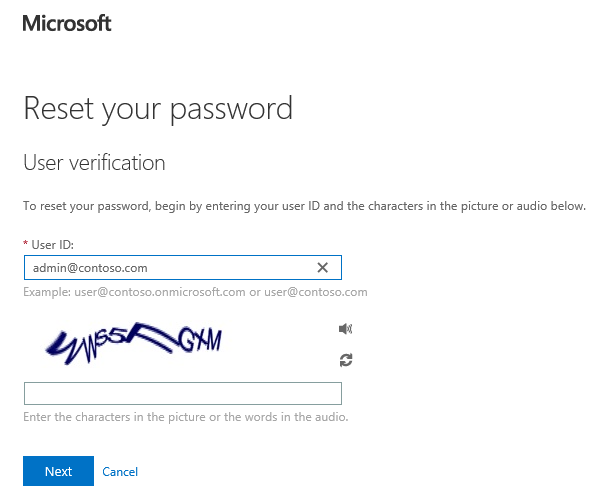 Microsoft
Reset your password
User verification
To reset your password, begin by entering your user ID and the characters in the picture or audio below.
* User ID:
admin@contoso.com
Example: user@contoso.onmicrosoft.com or user@contoso.com
Enter the characters in the picture or the words in the audio.
Next Cancel